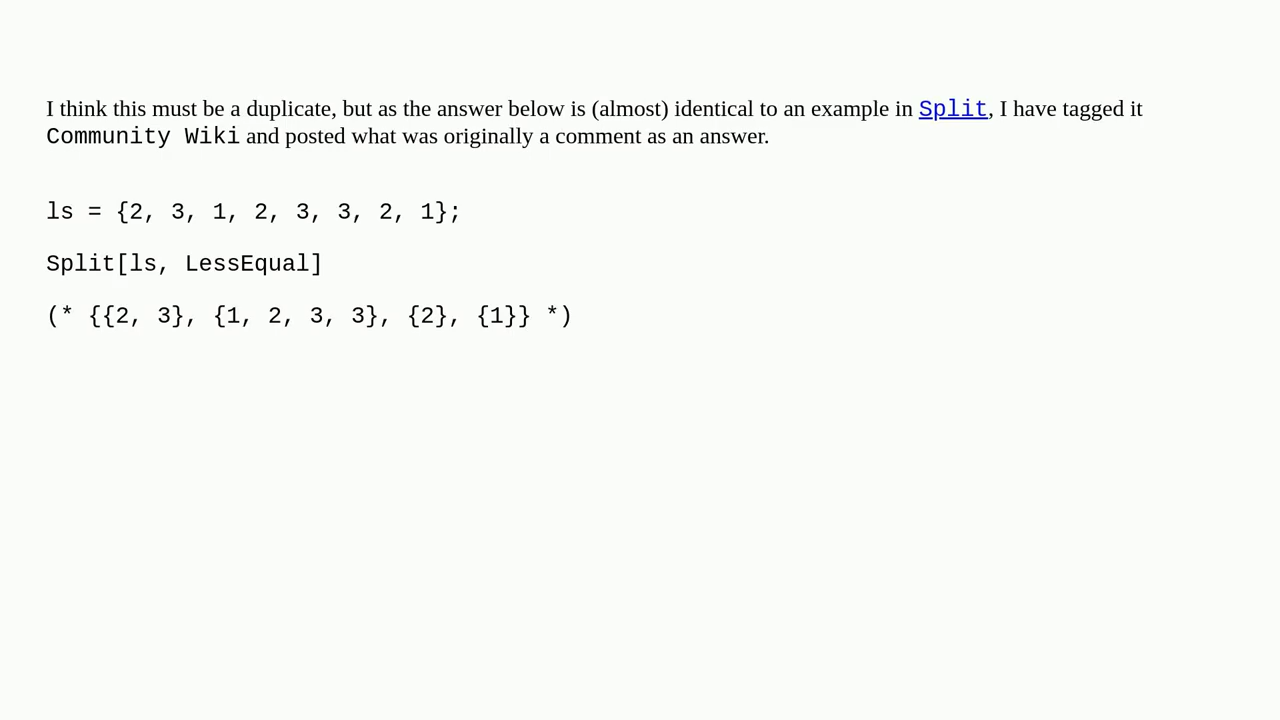 I think this must be a duplicate, but as the answer below is (almost) identical to an example in Split, I have tagged it
Community Wiki and posted what was originally a comment as an answer.
ls = {2, 3, 1, 2, 3, 3, 2, 1};
Split[ls, LessEqual]
(* {{2, 3}, {1, 2, 3, 3}, {2}, {1}} *)